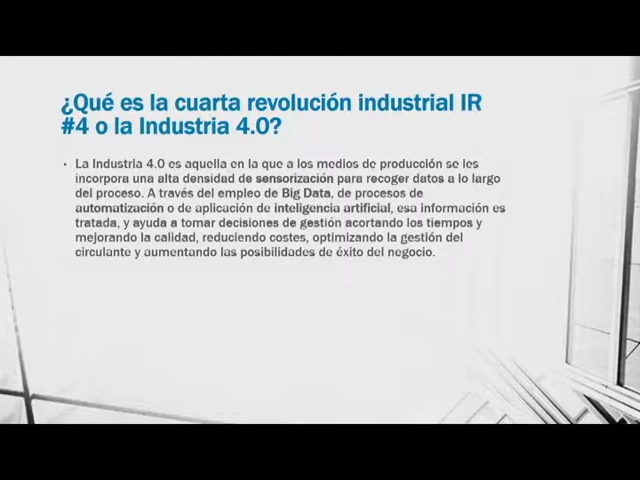 ¿Qué es la cuarta revolución industrial IR
#4 o la Industria 4.0?
• La Industria 4.0 es aquella en la que a los medios de producción se les
incorpora una alta densidad de sensorización para recoger datos a lo largo
del proceso. A través del empleo de Big Data, de procesos de
automatización o de aplicación de inteligencia artificial, esa información es
tratada, y ayuda a tomar decisiones de gestión acortando los tiempos y
mejorando la calidad, reduciendo costes, optimizando la gestión del
circulante y aumentando las posibilidades de éxito del negocio.